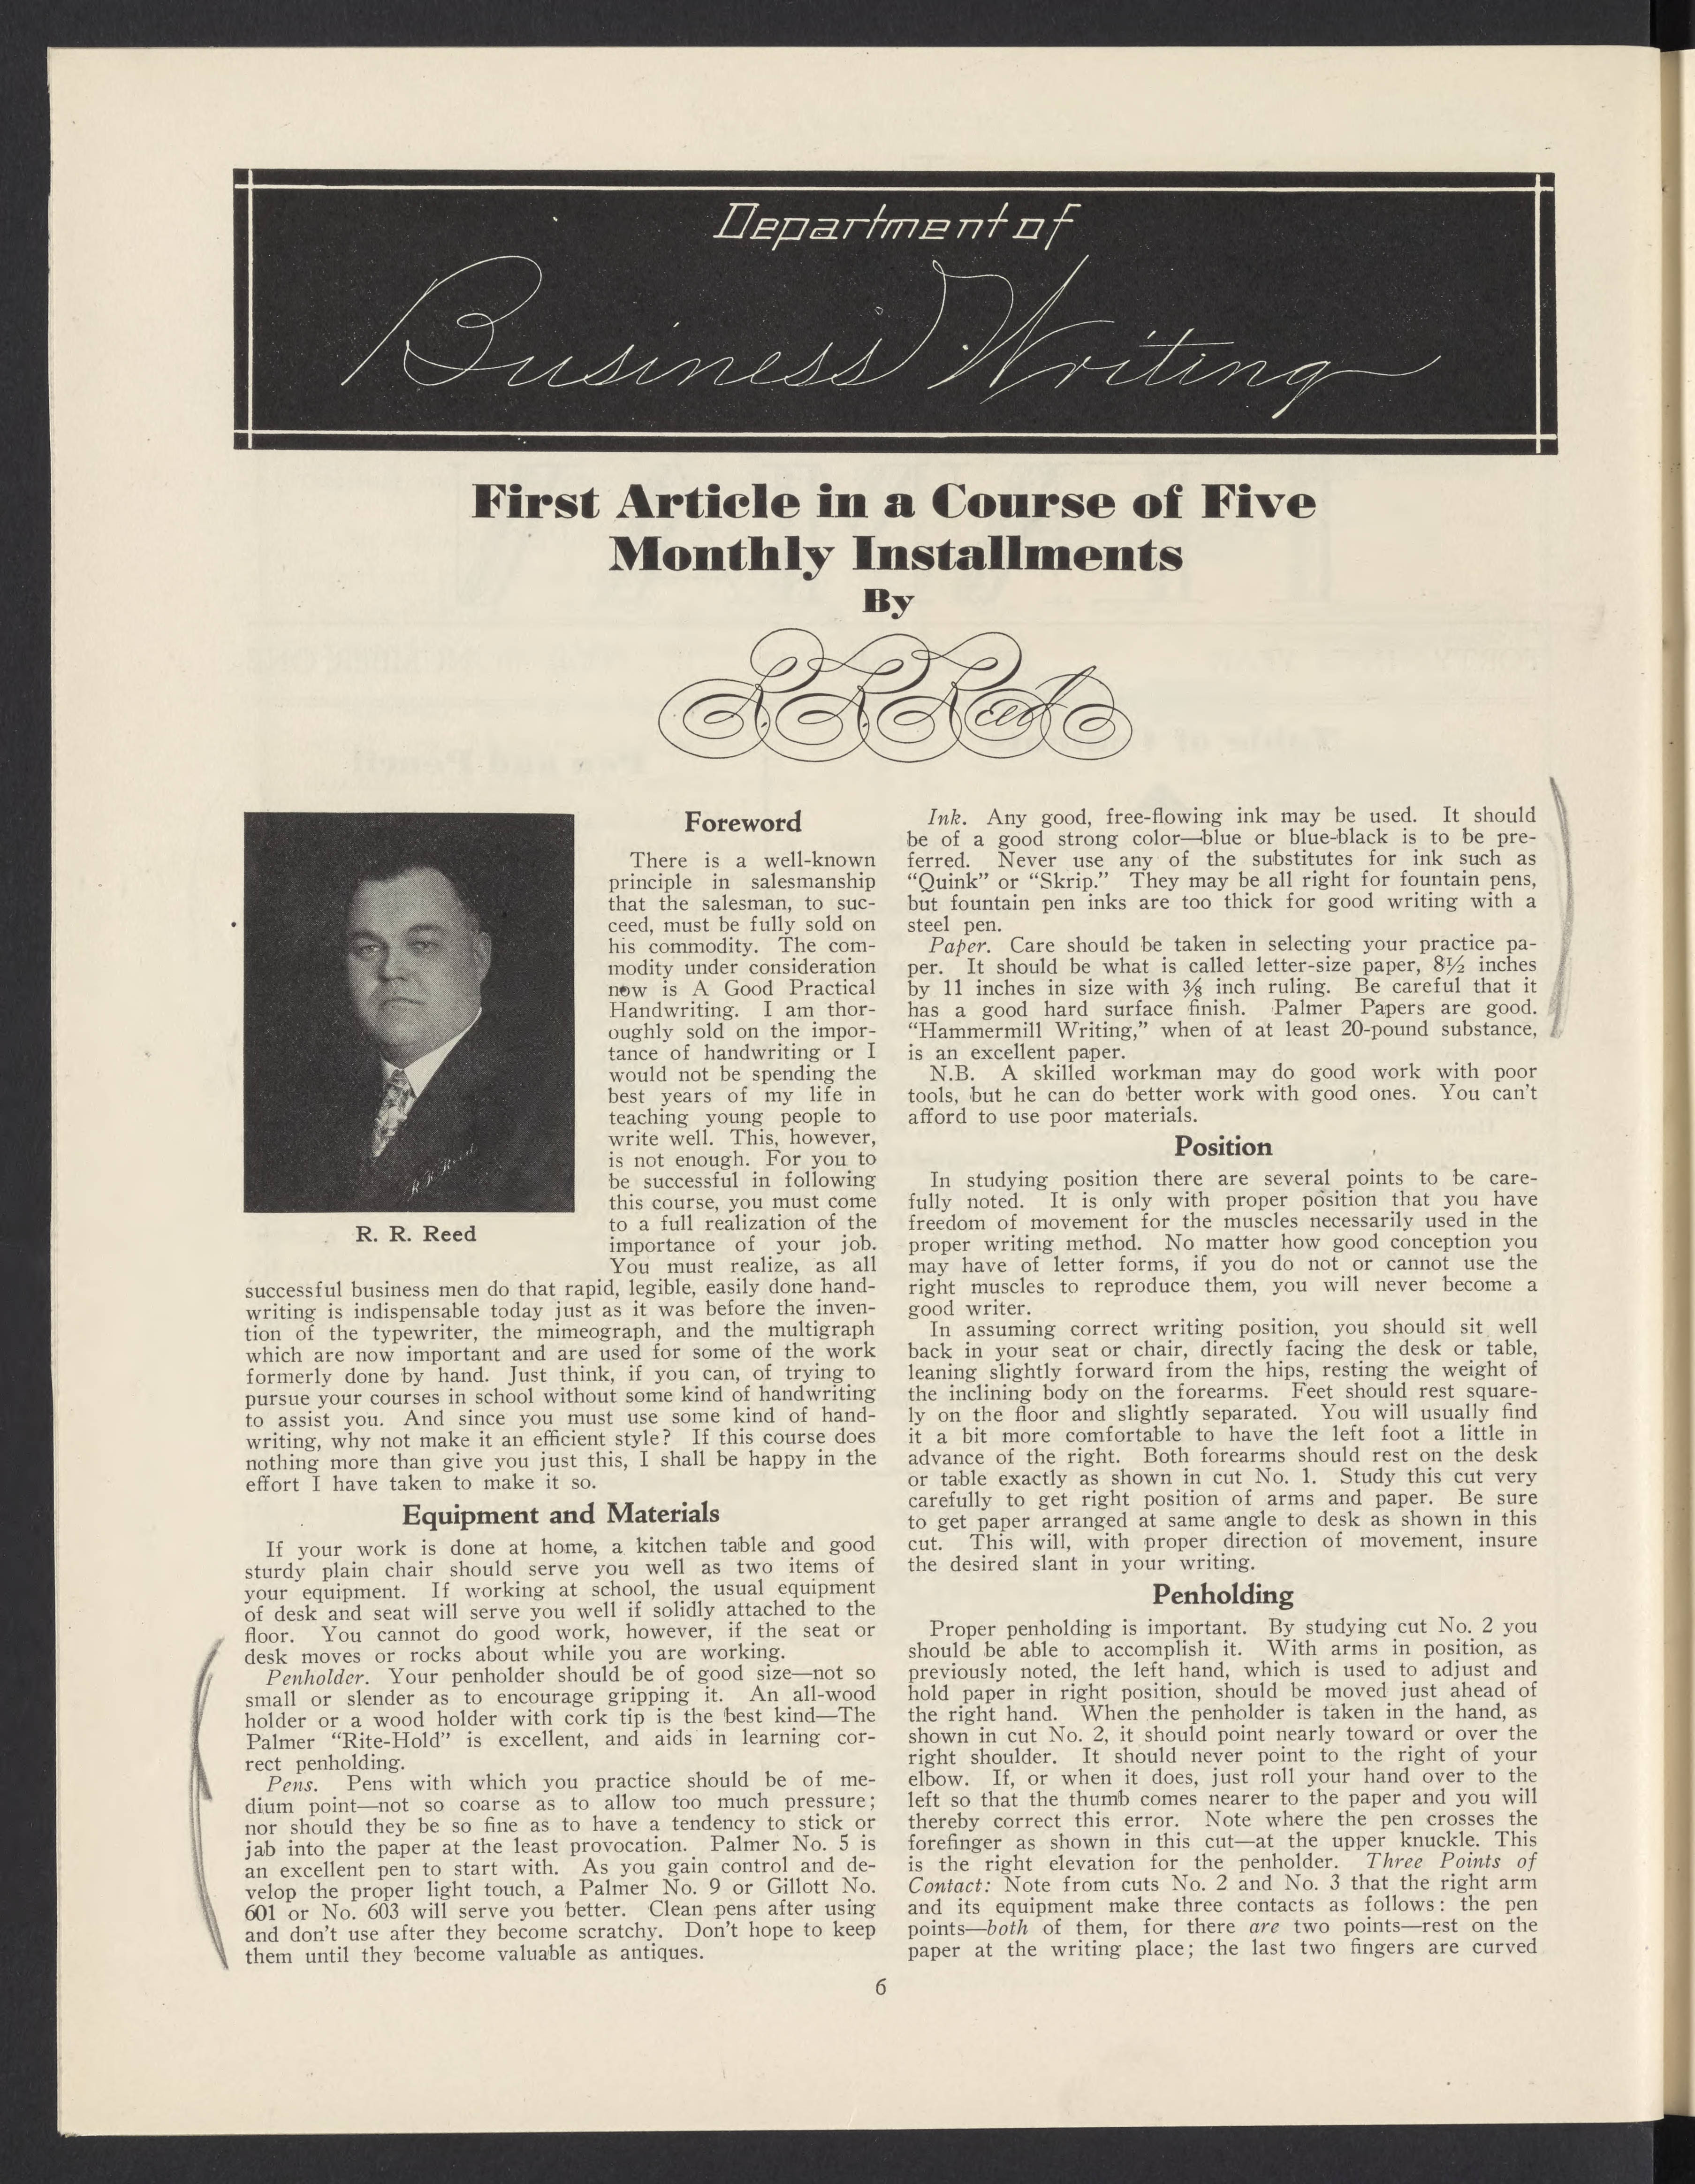 Department of
Business Writing
First Article in a Course of Five
Monthly Installments
By
R. R. Reed
R. R. Reed
R. R. Reed
Foreword
There is a well-known
principle in salesmanship
that the salesman, to suc-
ceed, must be fully sold on
his commodity. The com-
modity under consideration
now is A Good Practical
Handwriting. I am thor-
oughly sold on the impor-
tance of handwriting or I
would not be spending the
best years of my life in
teaching young people to
write well. This, however,
is not enough. For you to
be successful in following
this course, you must come
to a full realization of the
importance of your job.
You must realize, as all
successful business men do that rapid, legible, easily done hand-
writing is indispensable today just as it was before the inven-
tion of the typewriter, the mimeograph, and the multigraph
which are now important and are used for some of the work
formerly done by hand. Just think, if you can, of trying to
pursue your courses in school without some kind of handwriting
to assist you. And since you must use some kind of hand-
writing, why not make it an efficient style? If this course does
nothing more than give you just this, I shall be happy in the
effort I have taken to make it so.
Equipment and Materials
If your work is done at home, a kitchen table and good
sturdy plain chair should serve you well as two items of
your equipment. If working at school, the usual equipment
of desk and seat will serve you well if solidly attached to the
floor. You cannot do good work, however, if the seat or
desk moves or rocks about while you are working.
Penholder. Your penholder should be of good size—not so
small or slender as to encourage gripping it. An all-wood
holder or a wood holder with cork tip is the best kind—The
Palmer "Rite-Hold" is excellent, and aids in learning cor-
rect penholding.
Pens. Pens with which you practice should be of me-
dium point—not so coarse as to allow too much pressure;
nor should they be so fine as to have a tendency to stick or
jab into the paper at the least provocation. Palmer No. 5 is
an excellent pen to start with. As you gain control and de-
velop the proper light touch, a Palmer No. 9 or Gillott No.
601 or No. 603 will serve you better. Clean pens after using
and don't use after they become scratchy. Don't hope to keep
them until they become valuable as antiques.
Ink. Any good, free-flowing ink may be used. It should
be of a good strong color—blue or blue-black is to be pre-
ferred. Never use any of the substitutes for ink such as
"Quink" or "Skrip." They may be all right for fountain pens,
but fountain pen inks are too thick for good writing with a
steel pen.
Paper. Care should be taken in selecting your practice pa-
per. It should be what is called letter-size paper, 8½ inches
by 11 inches in size with ⅜ inch ruling. Be careful that it
has a good hard surface finish. Palmer Papers are good.
"Hammermill Writing," when of at least 20-pound substance,
is an excellent paper.
N.B. A skilled workman may do good work with poor
tools, but he can do better work with good ones. You can't
afford to use poor materials.
Position
In studying position there are several points to be care-
fully noted. It is only with proper position that you have
freedom of movement for the muscles necessarily used in the
proper writing method. No matter how good conception you
may have of letter forms, if you do not or cannot use the
right muscles to reproduce them, you will never become a
good writer.
In assuming correct writing position, you should sit well
back in your seat or chair, directly facing the desk or table,
leaning slightly forward from the hips, resting the weight of
the inclining body on the forearms. Feet should rest square-
ly on the floor and slightly separated. You will usually find
it a bit more comfortable to have the left foot a little in
advance of the right. Both forearms should rest on the desk
or table exactly as shown in cut No. 1. Study this cut very
carefully to get right position of arms and paper. Be sure
to get paper arranged at same angle to desk as shown in this
cut. This will, with proper direction of movement, insure
the desired slant in your writing.
Penholding
Proper penholding is important. By studying cut No. 2 you
should be able to accomplish it. With arms in position, as
previously noted, the left hand, which is used to adjust and
hold paper in right position, should be moved just ahead of
the right hand. When the penholder is taken in the hand, as
shown in cut No. 2, it should point nearly toward or over the
right shoulder. It should never point to the right of your
elbow. If, or when it does, just roll your hand over to the
left so that the thumb comes nearer to the paper and you will
thereby correct this error. Note where the pen crosses the
forefinger as shown in this cut—at the upper knuckle. This
is the right elevation for the penholder. Three Points of
Contact: Note from cuts No. 2 and No. 3 that the right arm
and its equipment make three contacts as follows: the pen
points—both of them, for there are two points—rest on the
paper at the writing place; the last two fingers are curved
6